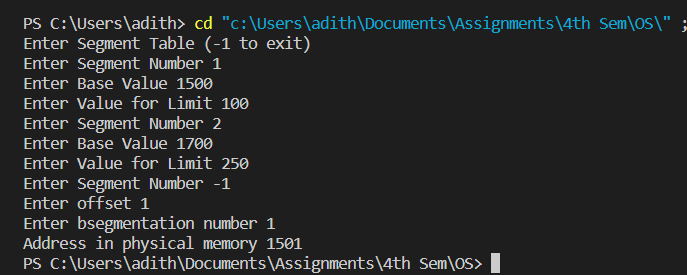 PS C:\Users\adith> cd "c:\Users\adith\Documents\Assignments\4th Sem\OS\" ;
Enter Segment Table (-1 to exit)
Enter Segment Number 1
Enter Base Value 1500
Enter Value for Limit 100
Enter Segment Number 2
Enter Base Value 1700
Enter Value for Limit 250
Enter Segment Number -1
Enter offset 1
Enter bsegmentation number 1
Address in physical memory 1501
PS C:\Users\adith\Documents\Assignments\4th Sem\OS>